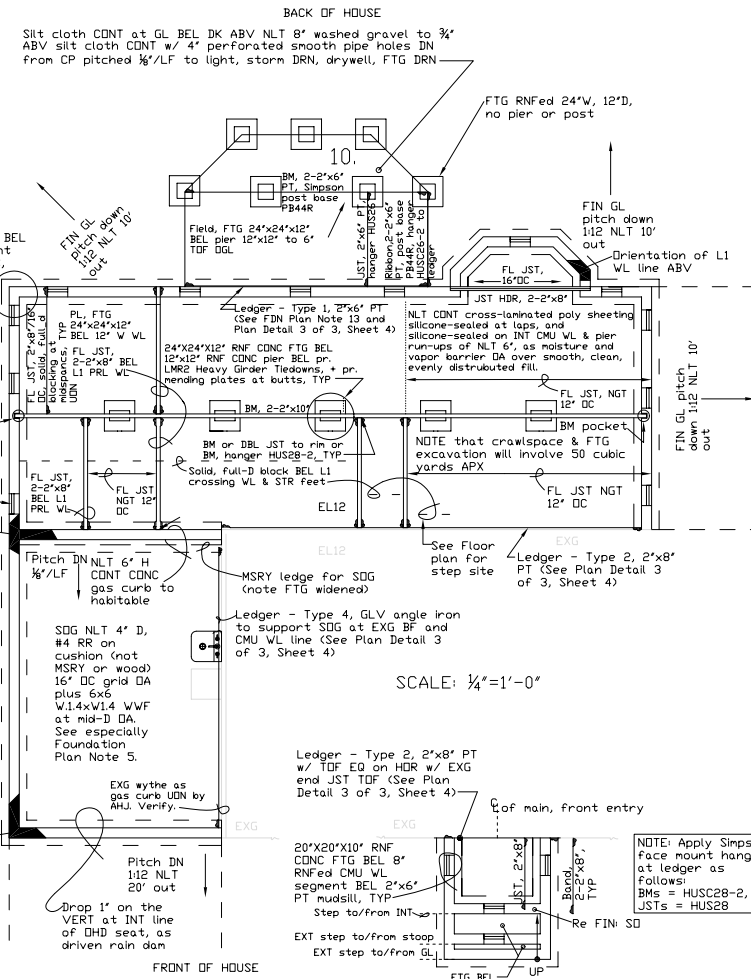 BACK OF HOUSE
Silt cloth CONT at GL BEL DK ABV NLT 8" washed gravel to ¾"
ABV silt cloth CONT w/ 4" perforated smooth pipe holes DN
from CP pitched ⅛"/LF to light, storm DRN, drywell, FTG DRN
FTG RNFed 24"W, 12"D,
no pier or post
10.
BM, 2-2"x6"
PT, Simpson
post base
PB44R
Field, FTG 24"x24"x12"
BEL pier 12"x12" to 6"
TOF OGL
JST, 2"x6" PT,
hanger HUS26
Ribbon,2-2"x6"
PT, post base
PB44R, hanger
HUSC26-2 to
ledger
FIN GL
pitch down
1:12 NLT 10'
out
FIN GL
pitch down
1:12 NLT 10'
out
Orientation of L1
WL line ABV
BEL
FL JST,
16"OC
JST HDR, 2-2"x8"
Ledger - Type 1, 2"x6" PT
(See FDN Plan Note 13 and
Plan Detail 3 of 3, Sheet 4)
NLT CONT cross-laminated poly sheeting
silicone-sealed at laps, and
silicone-sealed on INT CMU WL & pier
run-ups of NLT 6", as moisture and
vapor barrier OA over smooth, clean,
evenly distrubuted fill.
FL JST, 2"x8"/16"
OC, solid, full d
blocking at
midspancs, TYP
UON
PL, FTG
24"x24"x12"
BEL 12" W WL
FL JST,
2-2"x8" BEL
L1 PRL WL
24"X24"X12" RNF CONC FTG BEL
12"x12" RNF CONC pier BEL pr.
LMR2 Heavy Girder Tiedowns, + pr.
mending plates at butts, TYP
FL JST, NGT
12" OC
FIN GL pitch
down 1:12 NLT 10'
out
BM, 2-2"x10"
BM pocket
BM or DBL JST to rim or
BM, hanger HUS28-2, TYP
Solid, full-D block BEL L1
crossing WL & STR feet
NOTE that crawlspace & FTG
excavation will involve 50 cubic
yards APX
FL JST,
2-2"x8"
BEL L1
PRL WL
FL JST
NGT 12"
OC
FL JST NGT
12" OC
EL12
EL12
EXG
See Floor
plan for
step site
Ledger - Type 2, 2"x8"
PT (See Plan Detail 3
of 3, Sheet 4)
Pitch DN
⅛"/LF
NLT 6" H
CONT CONC
gas curb to
habitable
MSRY ledge for SOG
(note FTG widened)
Ledger - Type 4, GLV angle iron
to support SOG at EXG BF and
CMU WL line (See Plan Detail 3
of 3, Sheet 4)
SOG NLT 4" D,
#4 RR on
cushion (not
MSRY or wood)
16" OC grid OA
plus 6x6
W.1.4xW1.4 WWF
at mid-D OA.
See especially
Foundation
Plan Note 5.
SCALE: ¼"=1'-0"
Ledger - Type 2, 2"x8" PT
w/ TOF EQ on HOR w/ EXG
end JST TOF (See Plan
Detail 3 of 3, Sheet 4)
EXG wythe as
gas curb UON by
AHJ. Verify.
EXG
EXG
℄ of main, front entry
20"X20"X10" RNF
CONC FTG BEL 8"
RNFed CMU WL
segment BEL 2"x6"
PT mudsill, TYP
JST, 2"x8"
Band,
2-2"x8",
TYP
NOTE: Apply Simps
face mount hang
at ledger as
follows:
BMs = HUSC28-2,
JSTs = HUS28
Pitch DN
1:12 NLT
20' out
Drop 1" on the
VERT at INT line
of OHD seat, as
driven rain dam
Step to/from INT
Re FIN: SD
EXT step to/from stoop
EXT step to/from GL
FTG BEL
UP
FRONT OF HOUSE